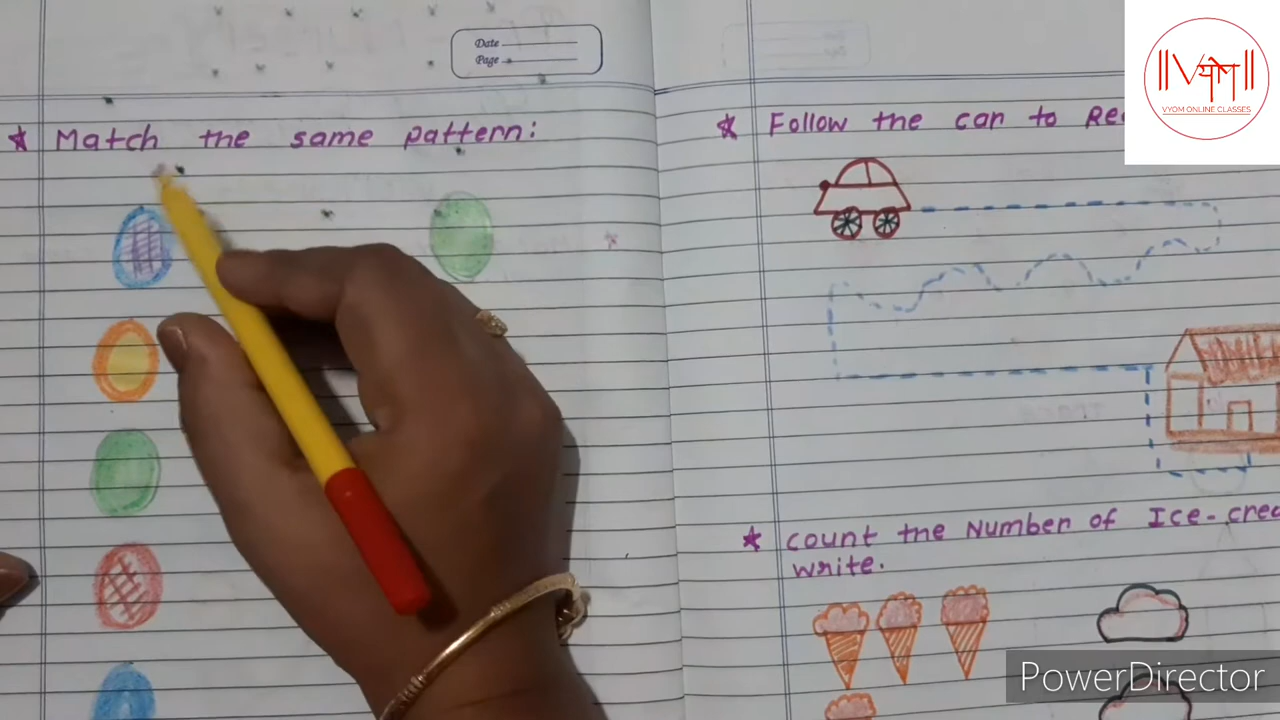 Date
Page
★ Match the same pattern:
★ Follow the car to
॥Vयोम॥
VYOM ONLINE CLASSES
★ Count the Number of Ice-crea
write.
PowerDirector